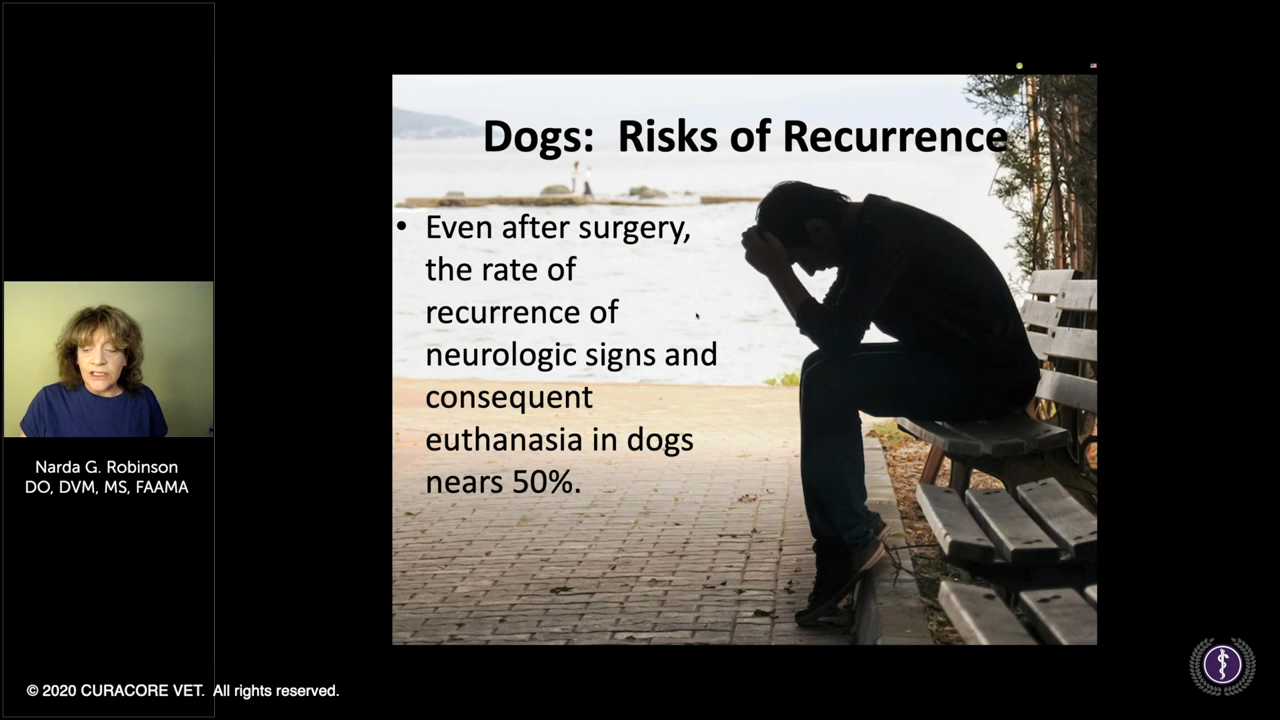 Dogs: Risks of Recurrence
• Even after surgery,
the rate of
recurrence of
neurologic signs and
consequent
euthanasia in dogs
nears 50%.
Narda G. Robinson
DO, DVM, MS, FAAMA
© 2020 CURACORE VET. All rights reserved.